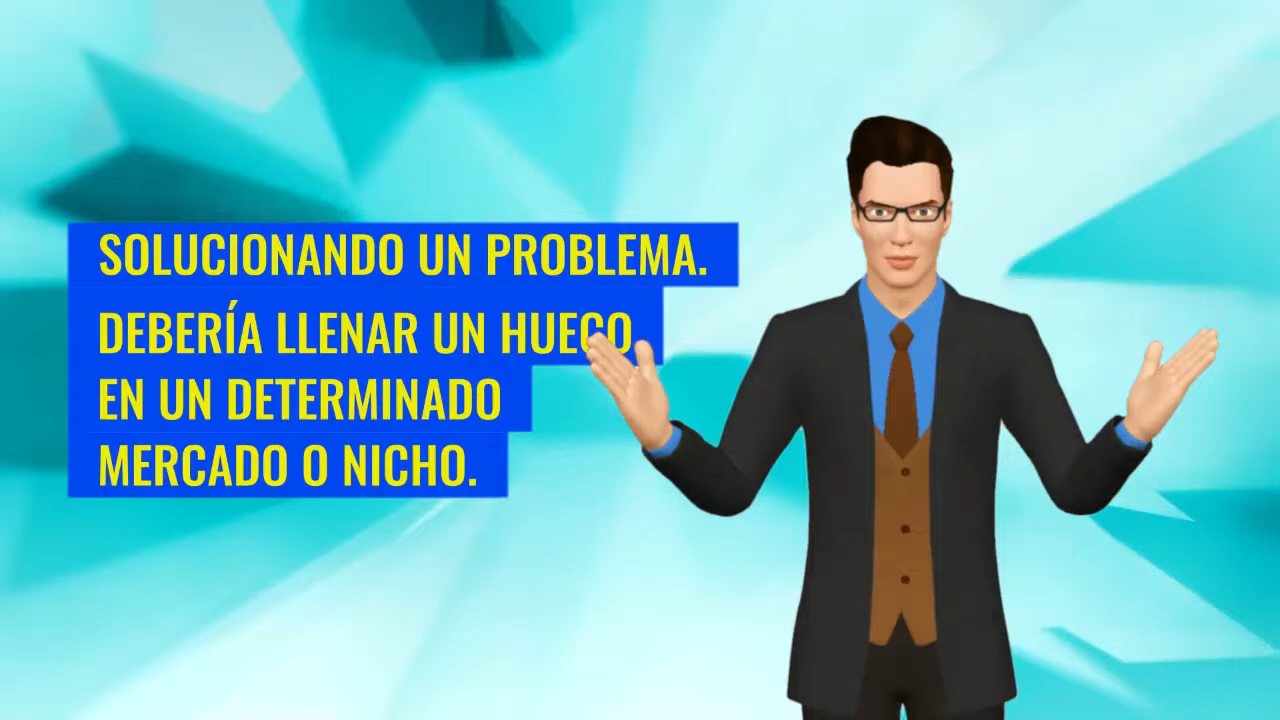 SOLUCIONANDO UN PROBLEMA.
DEBERÍA LLENAR UN HUECO
EN UN DETERMINADO
MERCADO O NICHO.